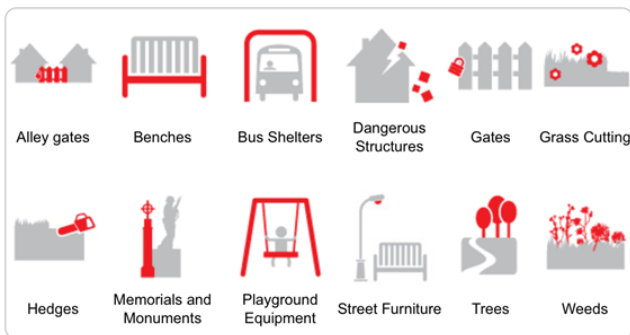 Alley gates
Benches
Bus Shelters
Dangerous
Structures
Gates
Grass Cutting
Hedges
Memorials and
Monuments
Playground
Equipment
Street Furniture
Trees
Weeds